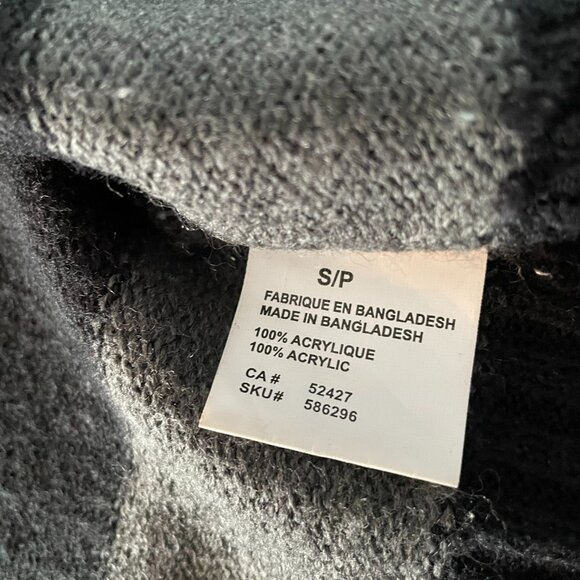 S/P
FABRIQUE EN BANGLADESH
MADE IN BANGLADESH
100% ACRYLIQUE
100% ACRYLIC
CA # 52427
SKU# 586296